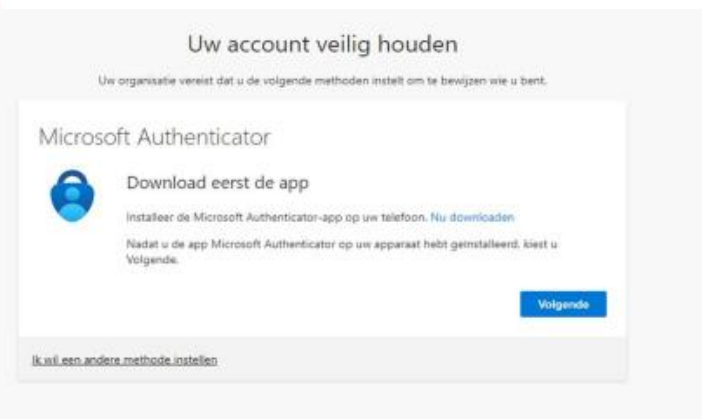 Uw account veilig houden
Uw organisatie vereist dat u de volgende methoden instelt om te bewijzen wie u bent.
Microsoft Authenticator
Download eerst de app
Installeer de Microsoft Authenticator-app op uw telefoon. Nu downloaden
Nadat u de app Microsoft Authenticator op uw apparaat hebt geïnstalleerd, kiest u
Volgende.
Volgende
Ik wil een andere methode instellen